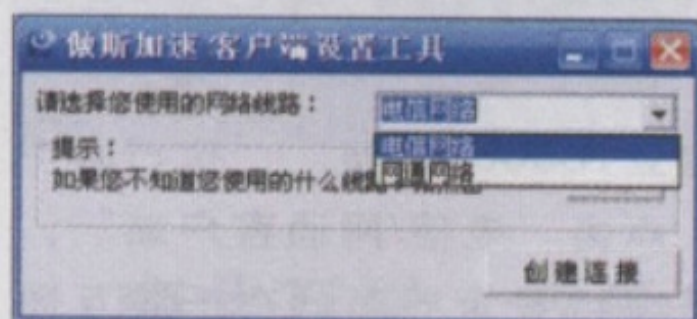 做斯加速 客户端设置工具
请选择您使用的网络线路：
电信网络
电信网络
网通网络
提示：
如果您不知道您使用的什么线路
创建连接